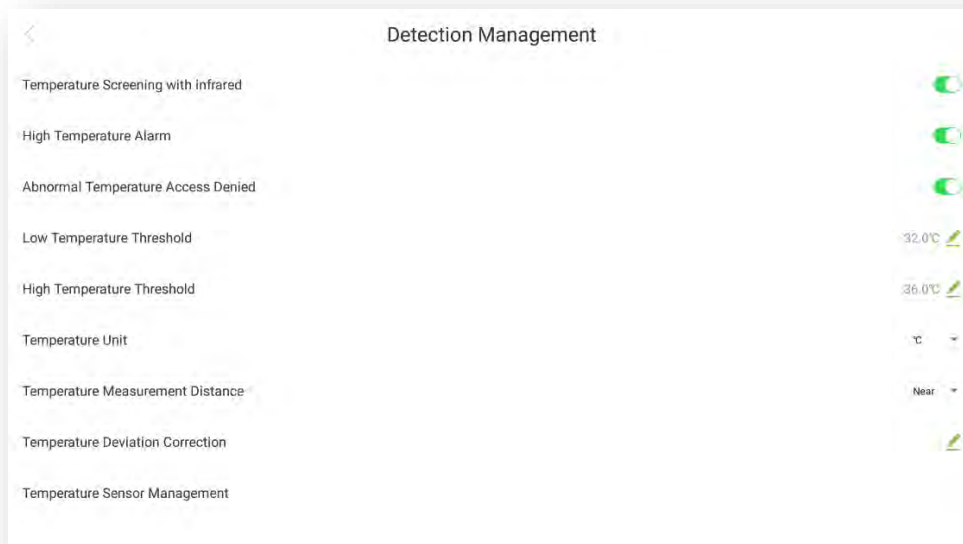 Detection Management
Temperature Screening with infrared
High Temperature Alarm
Abnormal Temperature Access Denied
Low Temperature Threshold 32.0℃
High Temperature Threshold 36.0℃
Temperature Unit ℃
Temperature Measurement Distance Near
Temperature Deviation Correction
Temperature Sensor Management